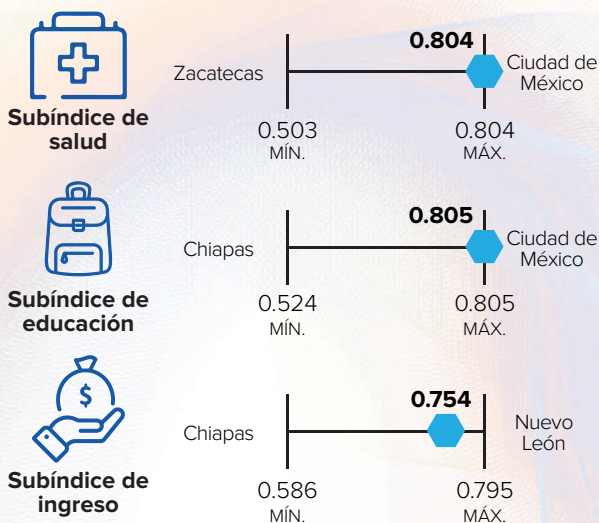 Subíndice de
salud
Zacatecas
0.804
Ciudad de
México
0.503
MÍN.
0.804
MÁX.
Subíndice de
educación
Chiapas
0.805
Ciudad de
México
0.524
MÍN.
0.805
MÁX.
$
Subíndice de
ingreso
Chiapas
0.754
Nuevo
León
0.586
MÍN.
0.795
MÁX.